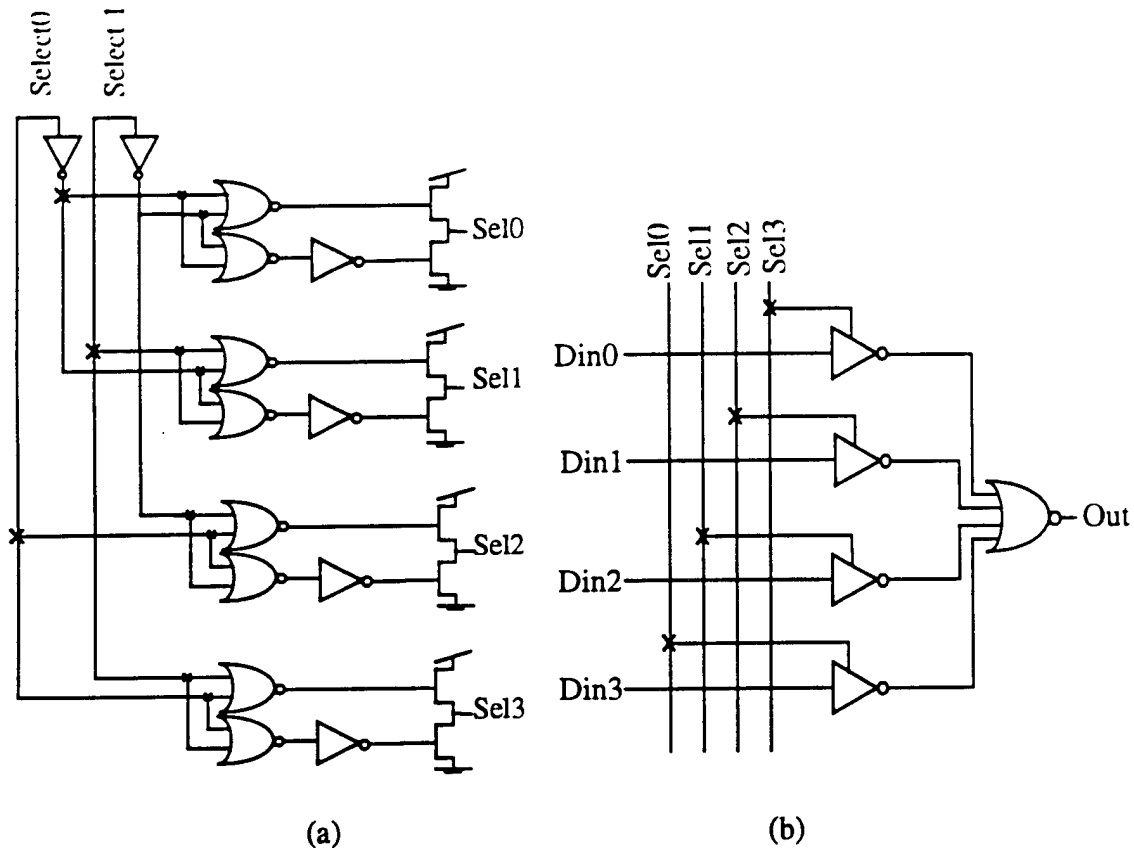 Select0
Select 1
Sel0
Sel1
Sel2
Sel3
(a)
Sel0
Sel1
Sel2
Sel3
Din0
Din1
Din2
Din3
Out
(b)